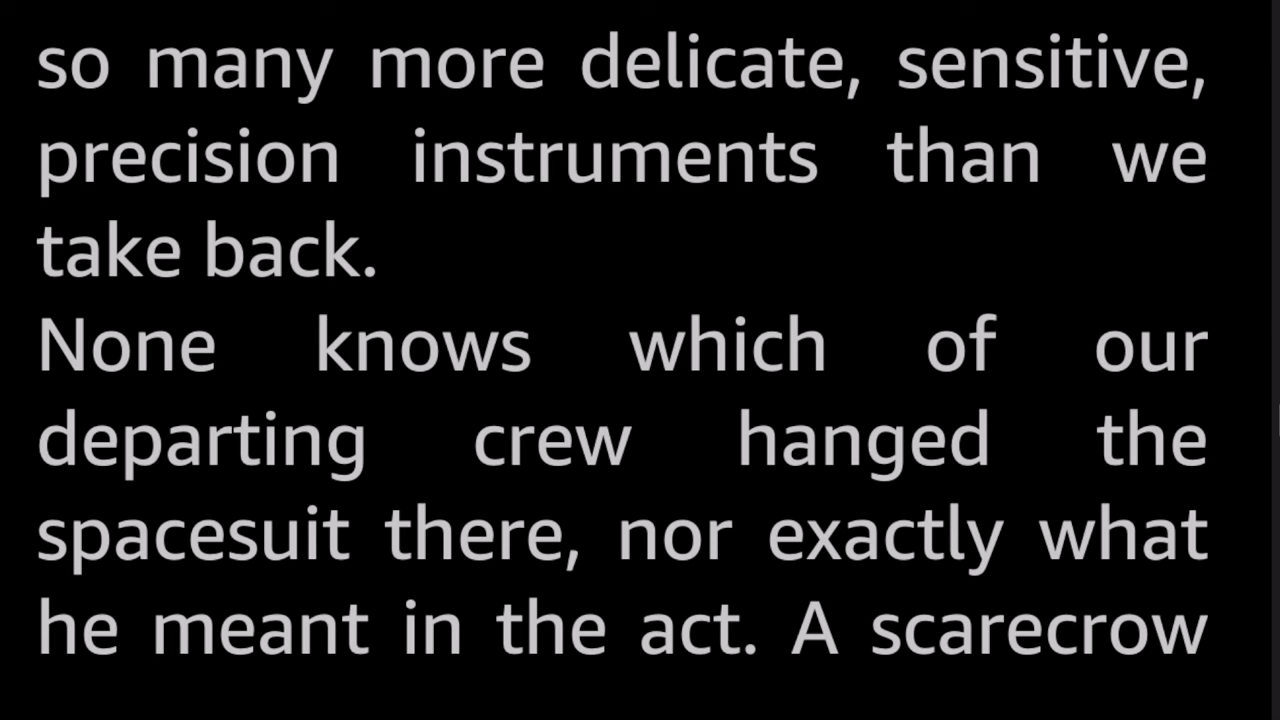 so many more delicate, sensitive,
precision instruments than we
take back.
None knows which of our
departing crew hanged the
spacesuit there, nor exactly what
he meant in the act. A scarecrow